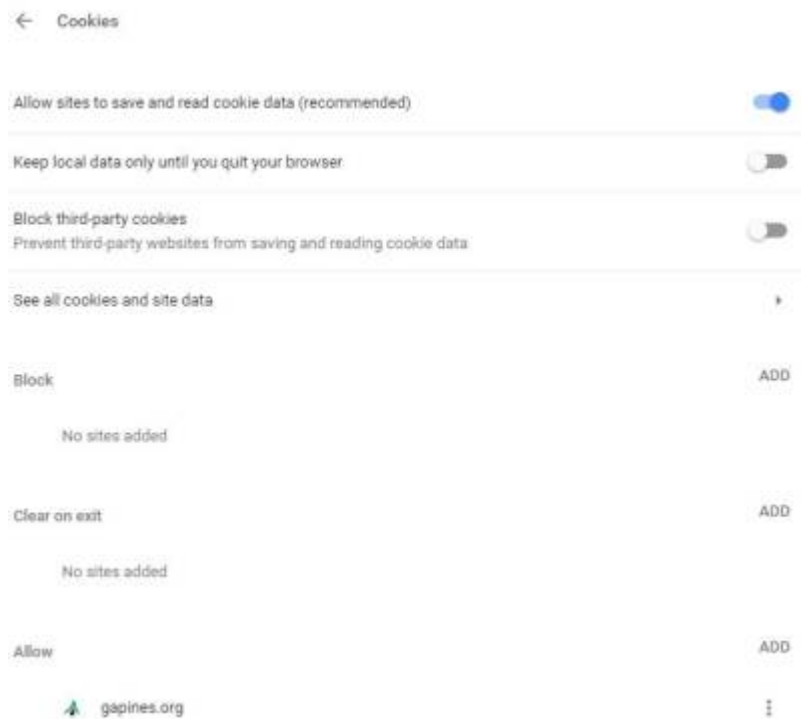 Cookies
Allow sites to save and read cookie data (recommended)
Keep local data only until you quit your browser
Block third-party cookies
Prevent third-party websites from saving and reading cookie data
See all cookies and site data
Block ADD
No sites added
Clear on exit ADD
No sites added
Allow ADD
gapines.org